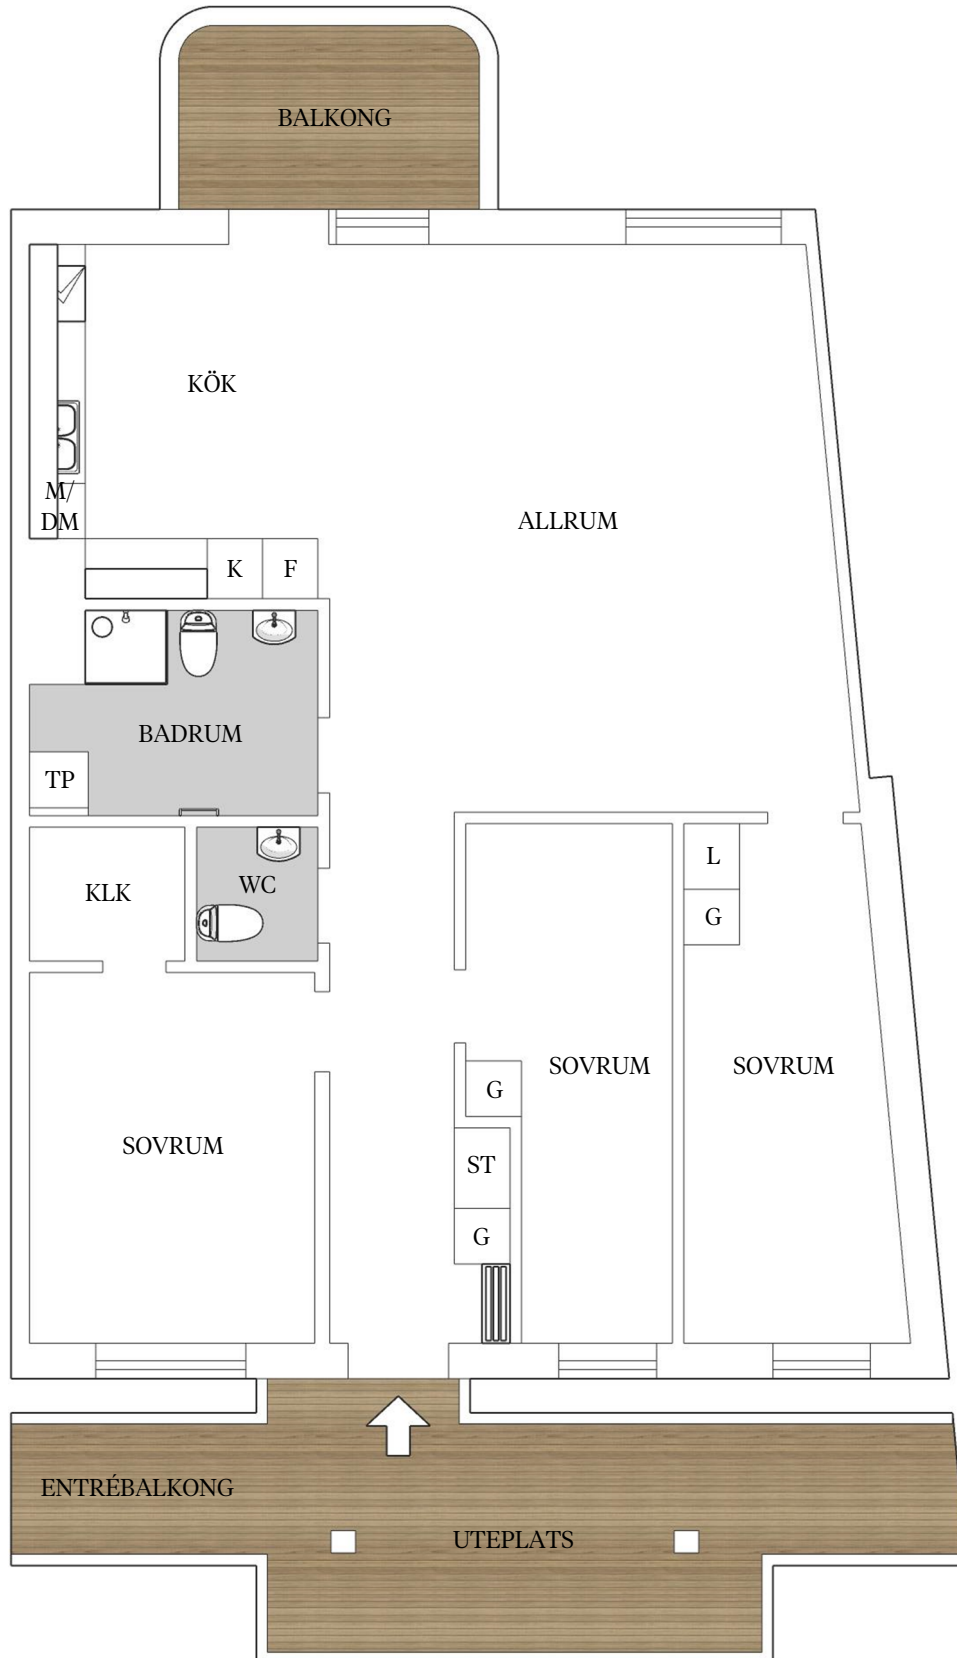 BALKONG
KÖK
M/
DM
ALLRUM
K
F
BADRUM
TP
L
WC
KLK
G
SOVRUM
SOVRUM
G
SOVRUM
ST
G
ENTRÉBALKONG
UTEPLATS